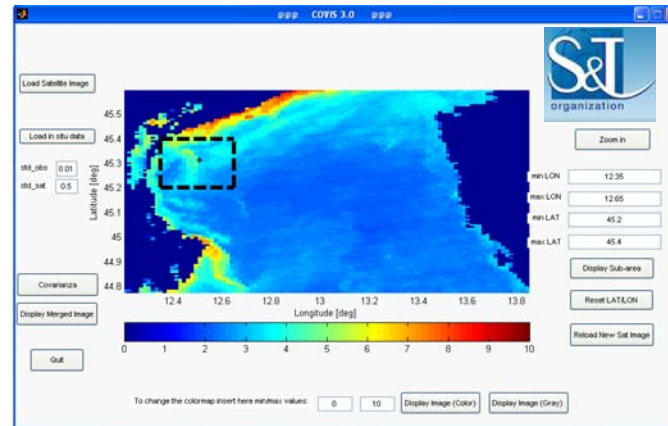 COVIS 3.0
S&T
organization
Load Satellite Image
Load in situ data
std_obs 0.01
std_sat 0.5
Covarianza
Display Merged Image
Quit
Latitude [deg]
45.5
45.4
45.3
45.2
45.1
45
44.9
44.8
12.4 12.6 12.8 13 13.2 13.4 13.6 13.8
Longitude [deg]
0 1 2 3 4 5 6 7 8 9 10
Zoom in
min LON 12.35
max LON 12.65
min LAT 45.2
max LAT 45.4
Display Sub-area
Reset LAT/LON
Reload New Sat Image
To change the colormap insert here min/max values: 0 10 Display Image (Color) Display Image (Gray)